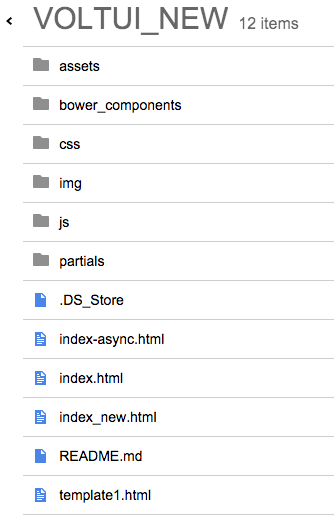 VOLTUI_NEW 12 items
assets
bower_components
css
img
js
partials
.DS_Store
index-async.html
index.html
index_new.html
README.md
template1.html